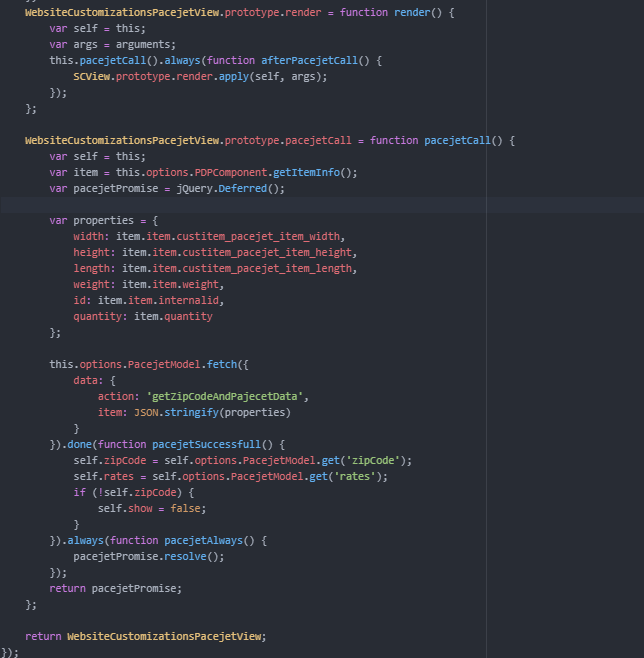 WebsiteCustomizationsPacejetView.prototype.render = function render() {
var self = this;
var args = arguments;
this.pacejetCall().always(function afterPacejetCall() {
SCView.prototype.render.apply(self, args);
});
};
WebsiteCustomizationsPacejetView.prototype.pacejetCall = function pacejetCall() {
var self = this;
var item = this.options.PDPComponent.getItemInfo();
var pacejetPromise = jQuery.Deferred();
var properties = {
width: item.item.custitem_pacejet_item_width,
height: item.item.custitem_pacejet_item_height,
length: item.item.custitem_pacejet_item_length,
weight: item.item.weight,
id: item.item.internalid,
quantity: item.quantity
};
this.options.PacejetModel.fetch({
data: {
action: 'getZipCodeAndPajecetData',
item: JSON.stringify(properties)
}
}).done(function pacejetSuccessfull() {
self.zipCode = self.options.PacejetModel.get('zipCode');
self.rates = self.options.PacejetModel.get('rates');
if (!self.zipCode) {
self.show = false;
}
}).always(function pacejetAlways() {
pacejetPromise.resolve();
});
return pacejetPromise;
};
return WebsiteCustomizationsPacejetView;
});